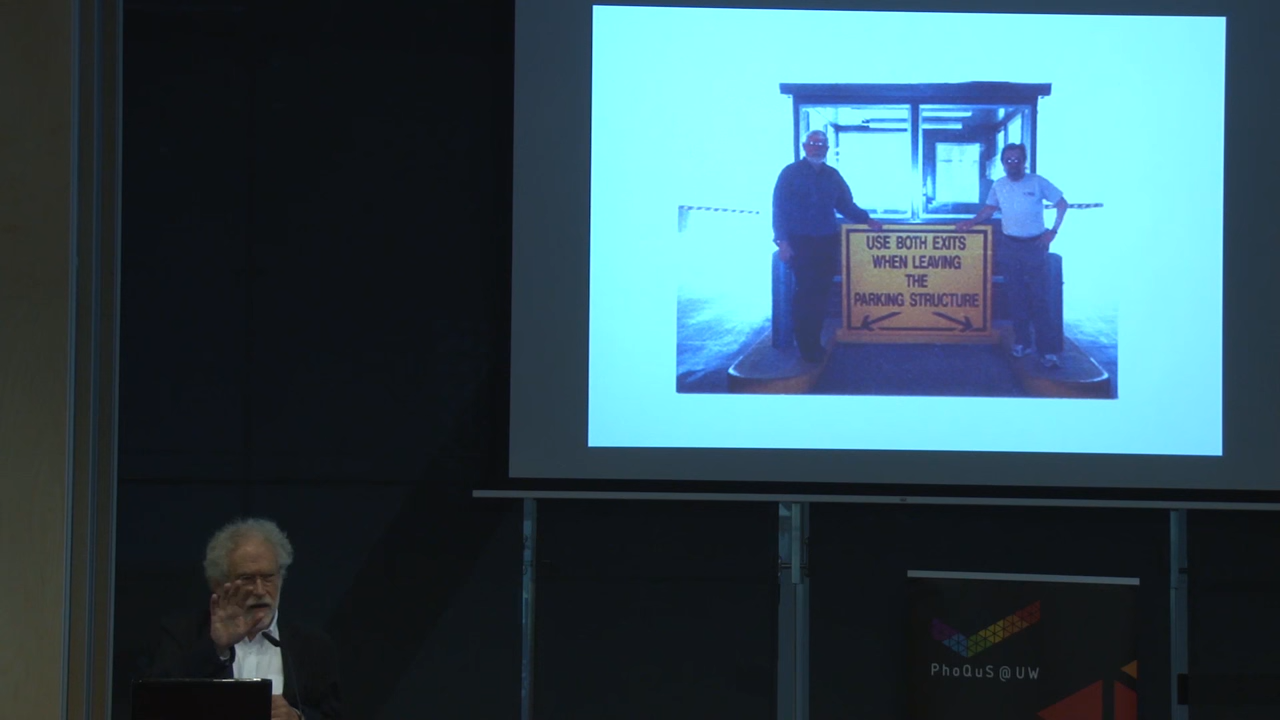 USE BOTH EXITS
WHEN LEAVING
THE
PARKING STRUCTURE
PhoQuS@UW